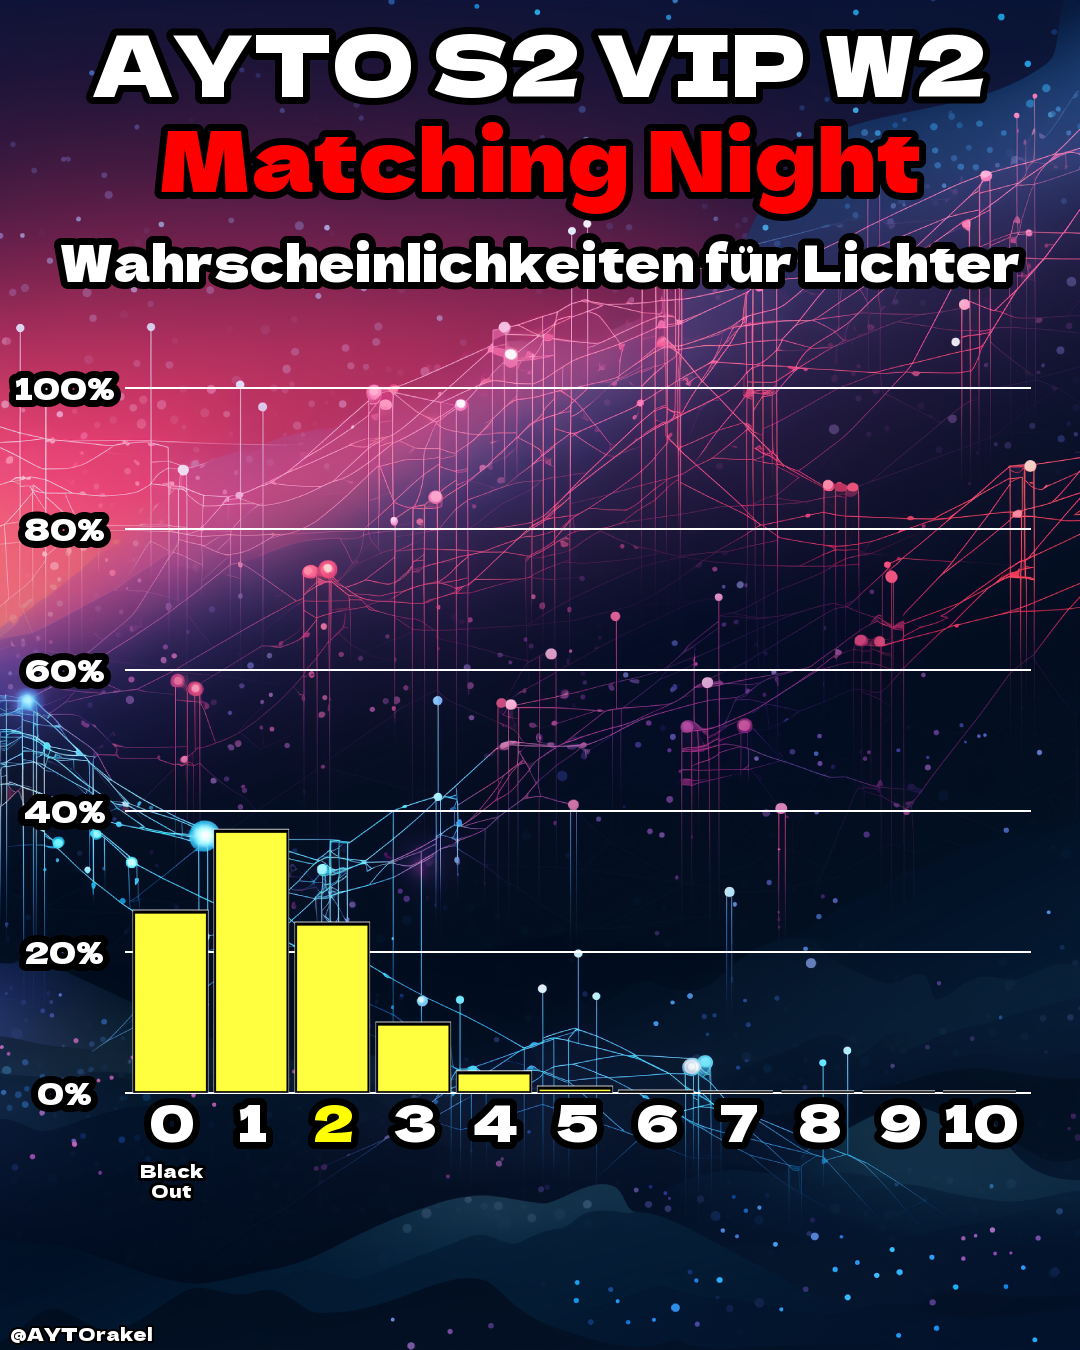 AYTO S2 VIP W2
Matching Night
Wahrscheinlichkeiten für Lichter
100%
80%
60%
40%
20%
0%
0 1 2 3 4 5 6 7 8 9 10
Black
Out
@AYTOrakel